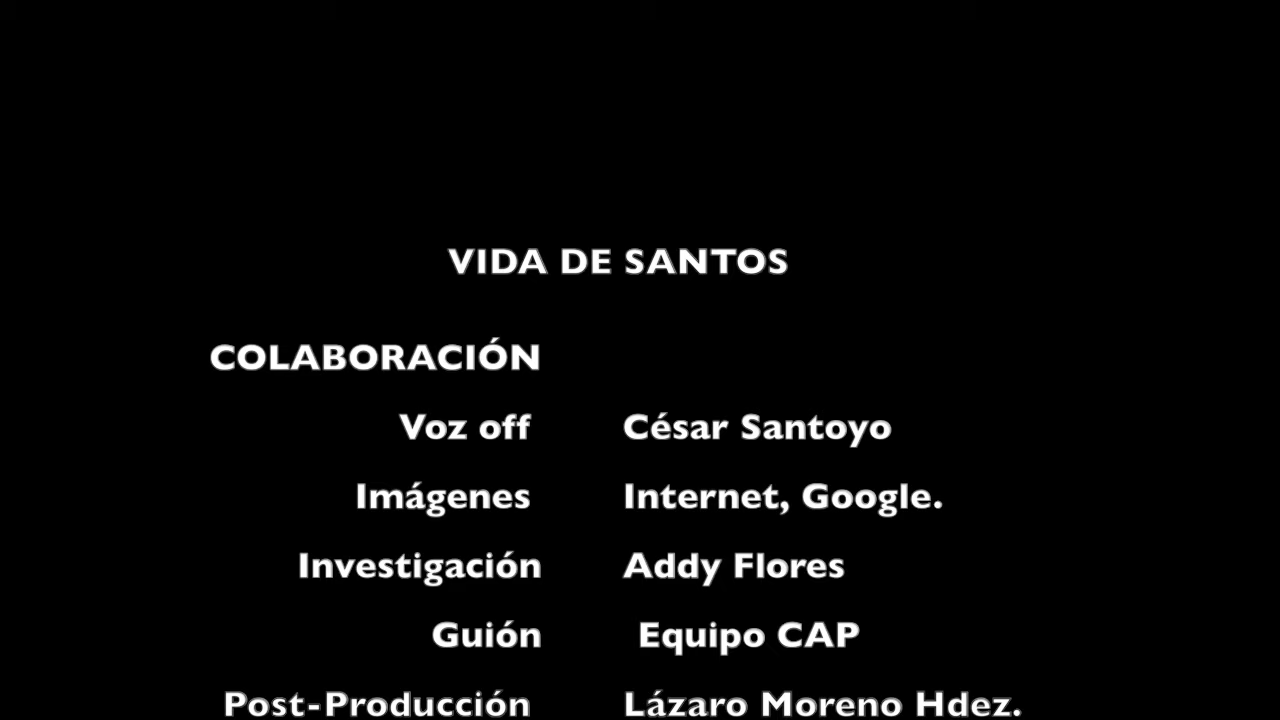 VIDA DE SANTOS
COLABORACIÓN
Voz off César Santoyo
Imágenes Internet, Google.
Investigación Addy Flores
Guión Equipo CAP
Post-Producción Lázaro Moreno Hdez.